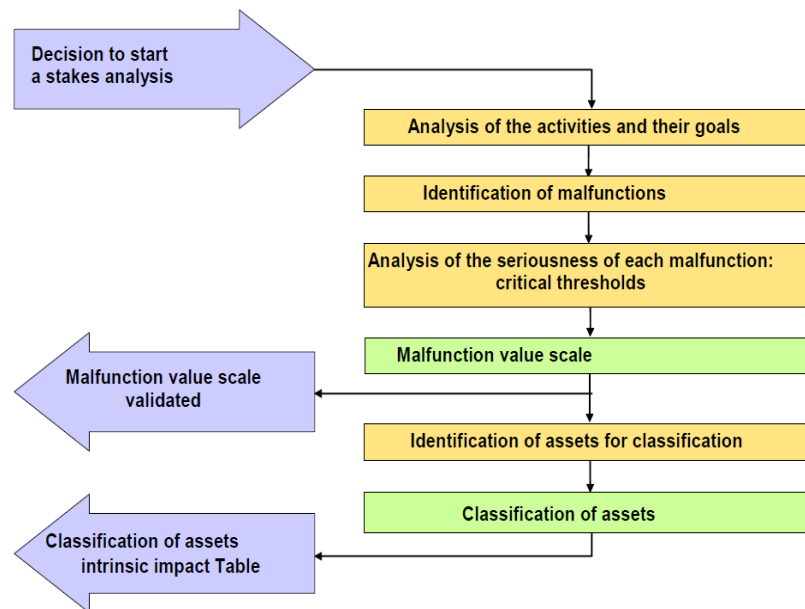 Decision to start
a stakes analysis
Analysis of the activities and their goals
Identification of malfunctions
Analysis of the seriousness of each malfunction:
critical thresholds
Malfunction value scale
Malfunction value scale
validated
Identification of assets for classification
Classification of assets
Classification of assets
intrinsic impact Table